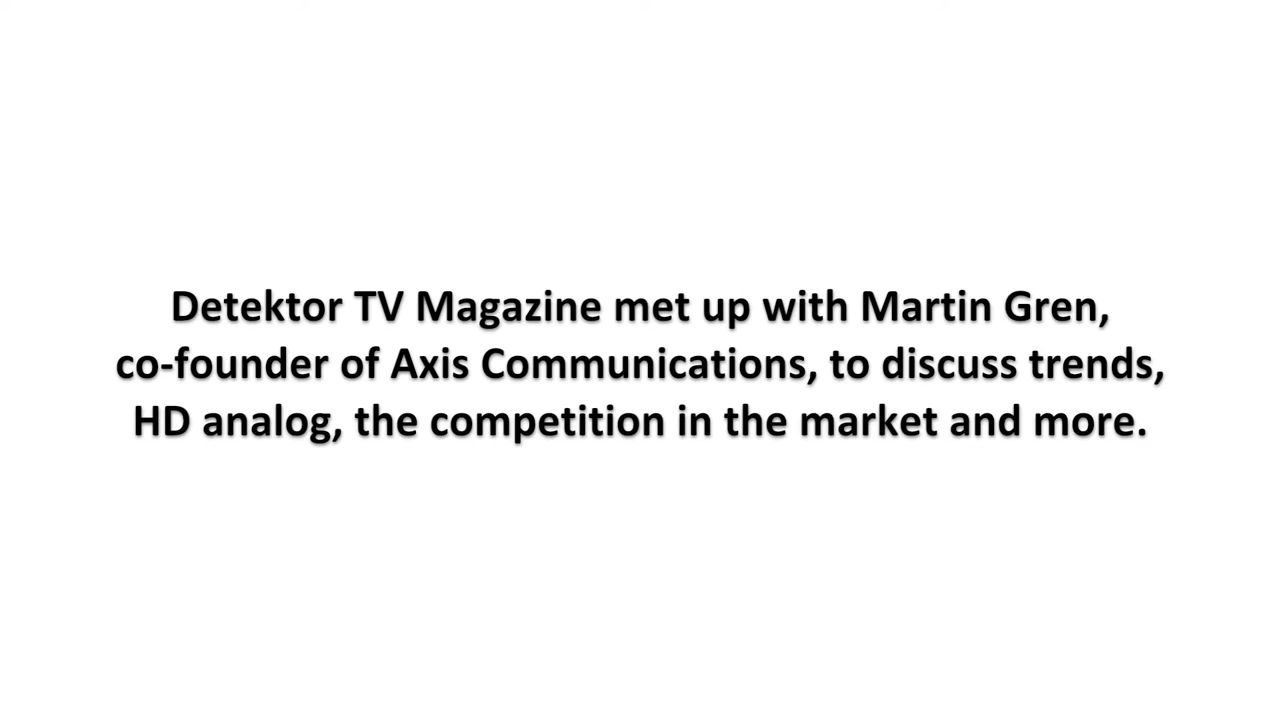 Detektor TV Magazine met up with Martin Gren,
co-founder of Axis Communications, to discuss trends,
HD analog, the competition in the market and more.